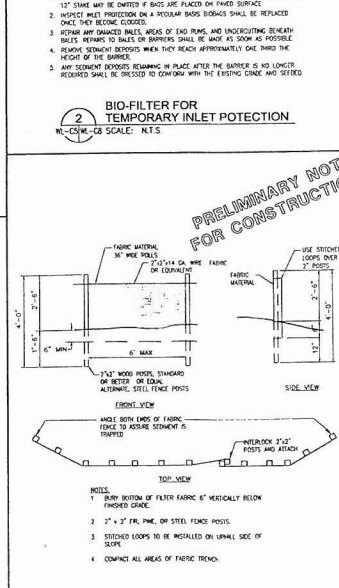 12" STAKE MAY BE OMITTED IF BAGS ARE PLACED ON PAVED SURFACE
2. INSPECT INLET PROTECTION ON A REGULAR BASIS BIOBAGS SHALL BE REPLACED
ONCE THEY BECOME CLOGGED.
3. REPAIR ANY DAMAGED BALES, AREAS OF END RUNS, AND UNDERCUTTING BENEATH
BALES. REPAIRS TO BALES OR BARRIERS SHALL BE MADE AS SOON AS POSSIBLE.
4. REMOVE SEDIMENT DEPOSITS WHEN THEY REACH APPROXIMATELY ONE THIRD THE
HEIGHT OF THE BARRIER.
5. ANY SEDIMENT DEPOSITS REMAINING IN PLACE AFTER THE BARRIER IS NO LONGER
REQUIRED SHALL BE DRESSED TO CONFORM WITH THE EXISTING GRADE AND SEEDED
2
WL-C5 WL-C8
BIO-FILTER FOR
TEMPORARY INLET POTECTION
SCALE: N.T.S.
PRELIMINARY NOT
FOR CONSTRUCTIO
FABRIC MATERIAL
36" WIDE ROLLS
2"x2"x14 GA. WIRE FABRIC
OR EQUIVALENT
USE STITCHED
LOOPS OVER
2" POSTS
FABRIC
MATERIAL
4'-0"
2'-6"
1'-6"
6" MIN
6' MAX
2'-6"
4'-0"
12"
2"x2" WOOD POSTS, STANDARD
OR BETTER OR EQUAL
ALTERNATE, STEEL FENCE POSTS
SIDE VIEW
FRONT VIEW
ANGLE BOTH ENDS OF FABRIC
FENCE TO ASSURE SEDIMENT IS
TRAPPED
INTERLOCK 2"x2"
POSTS AND ATTACH
TOP VIEW
NOTES.
1 BURY BOTTOM OF FILTER FABRIC 6" VERTICALLY BELOW
FINISHED GRADE.
2 2" x 2" FIR, PINE, OR STEEL FENCE POSTS.
3 STITCHED LOOPS TO BE INSTALLED ON UPHILL SIDE OF
SLOPE
4 COMPACT ALL AREAS OF FABRIC TRENCH.